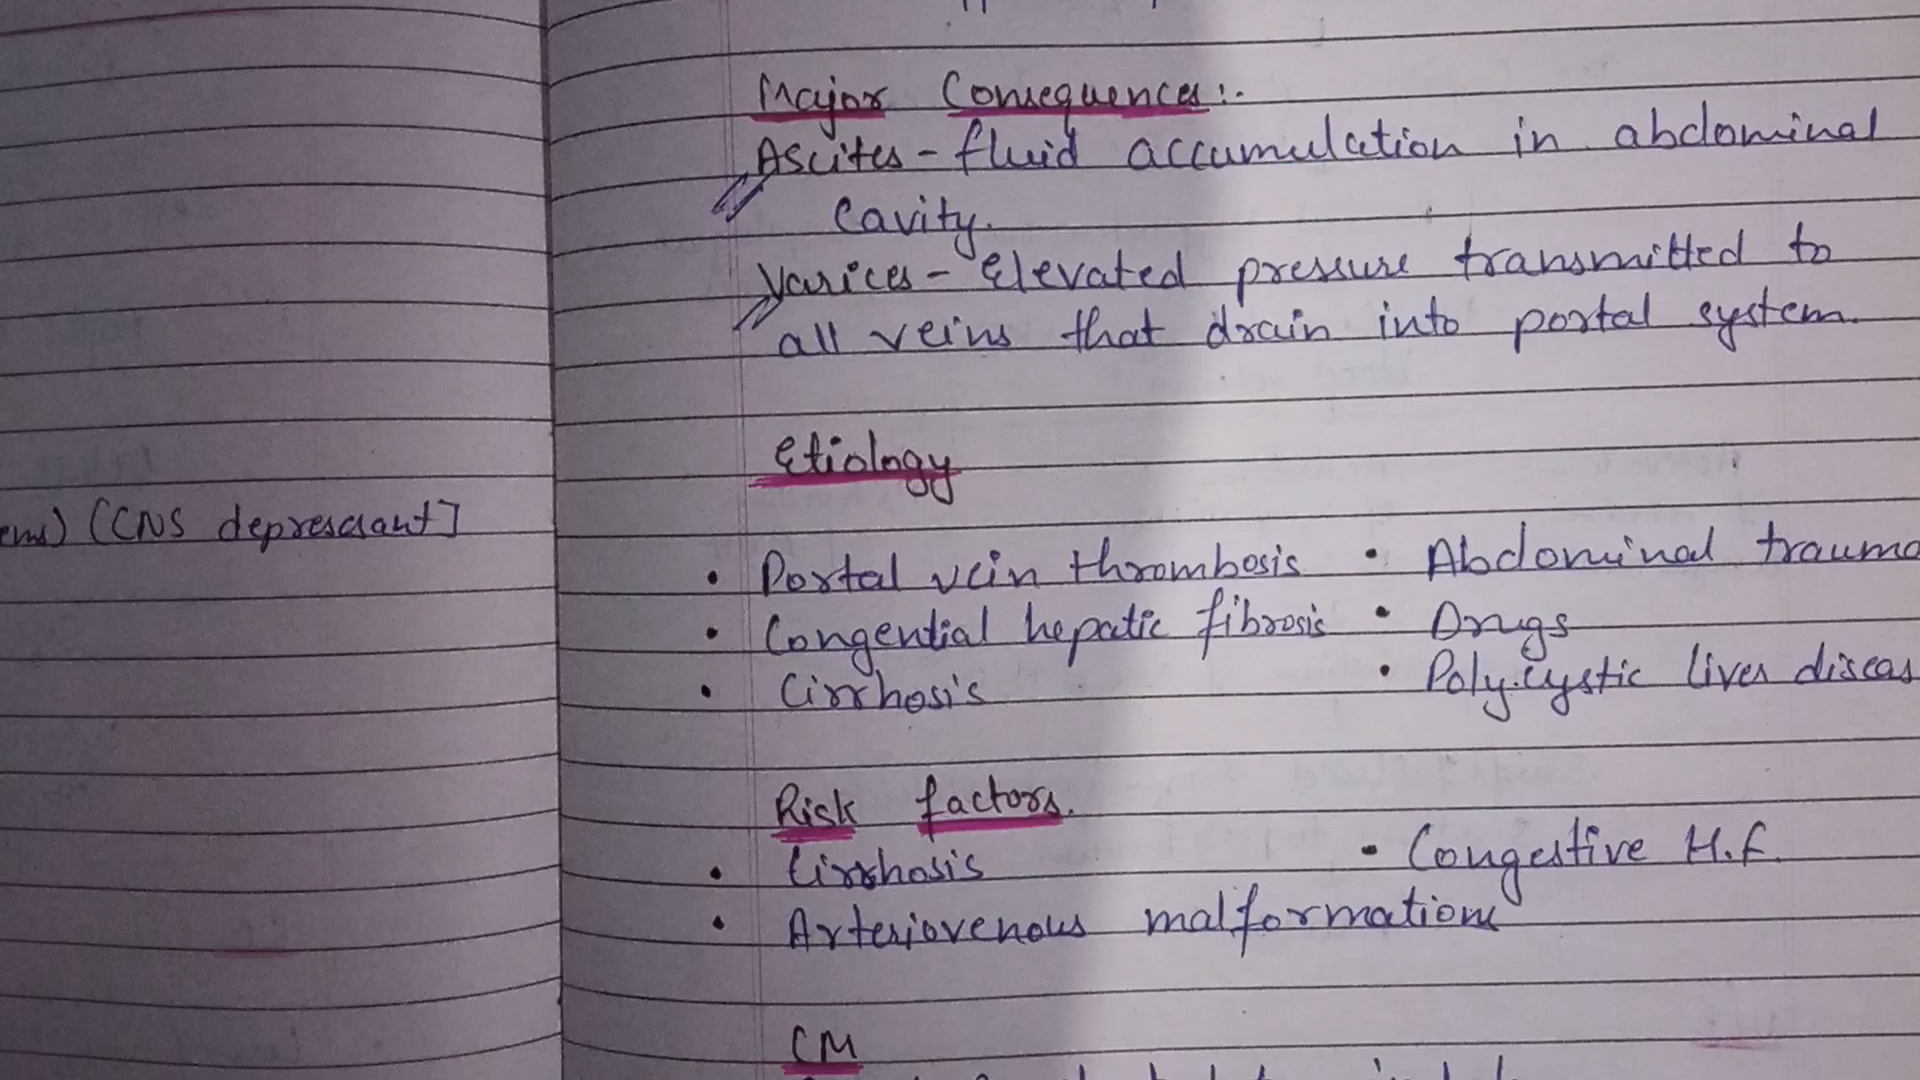 (CNS depressant]
Major Consequences:-
Ascites - fluid accumulation in abdominal
cavity.
Varices - Elevated pressure transmitted to
all veins that drain into portal system.
Etiology
• Portal vein thrombosis • Abdominal trauma
• Congential hepatic fibrosis • Drugs
• Cirrhosis • Polycystic liver diseas
Risk factors.
• Cirrhosis • Congestive H.F.
• Arteriovenous malformations
CM